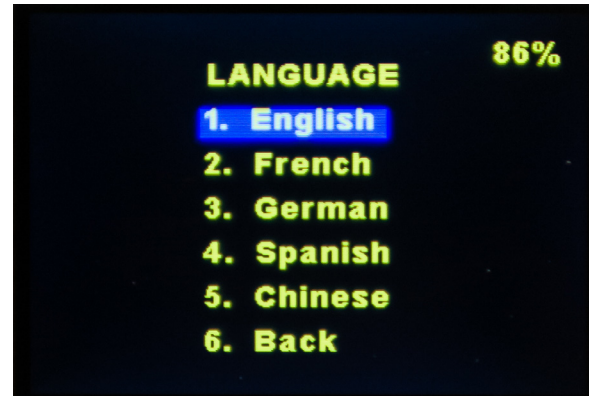 86%
LANGUAGE
1. English
2. French
3. German
4. Spanish
5. Chinese
6. Back